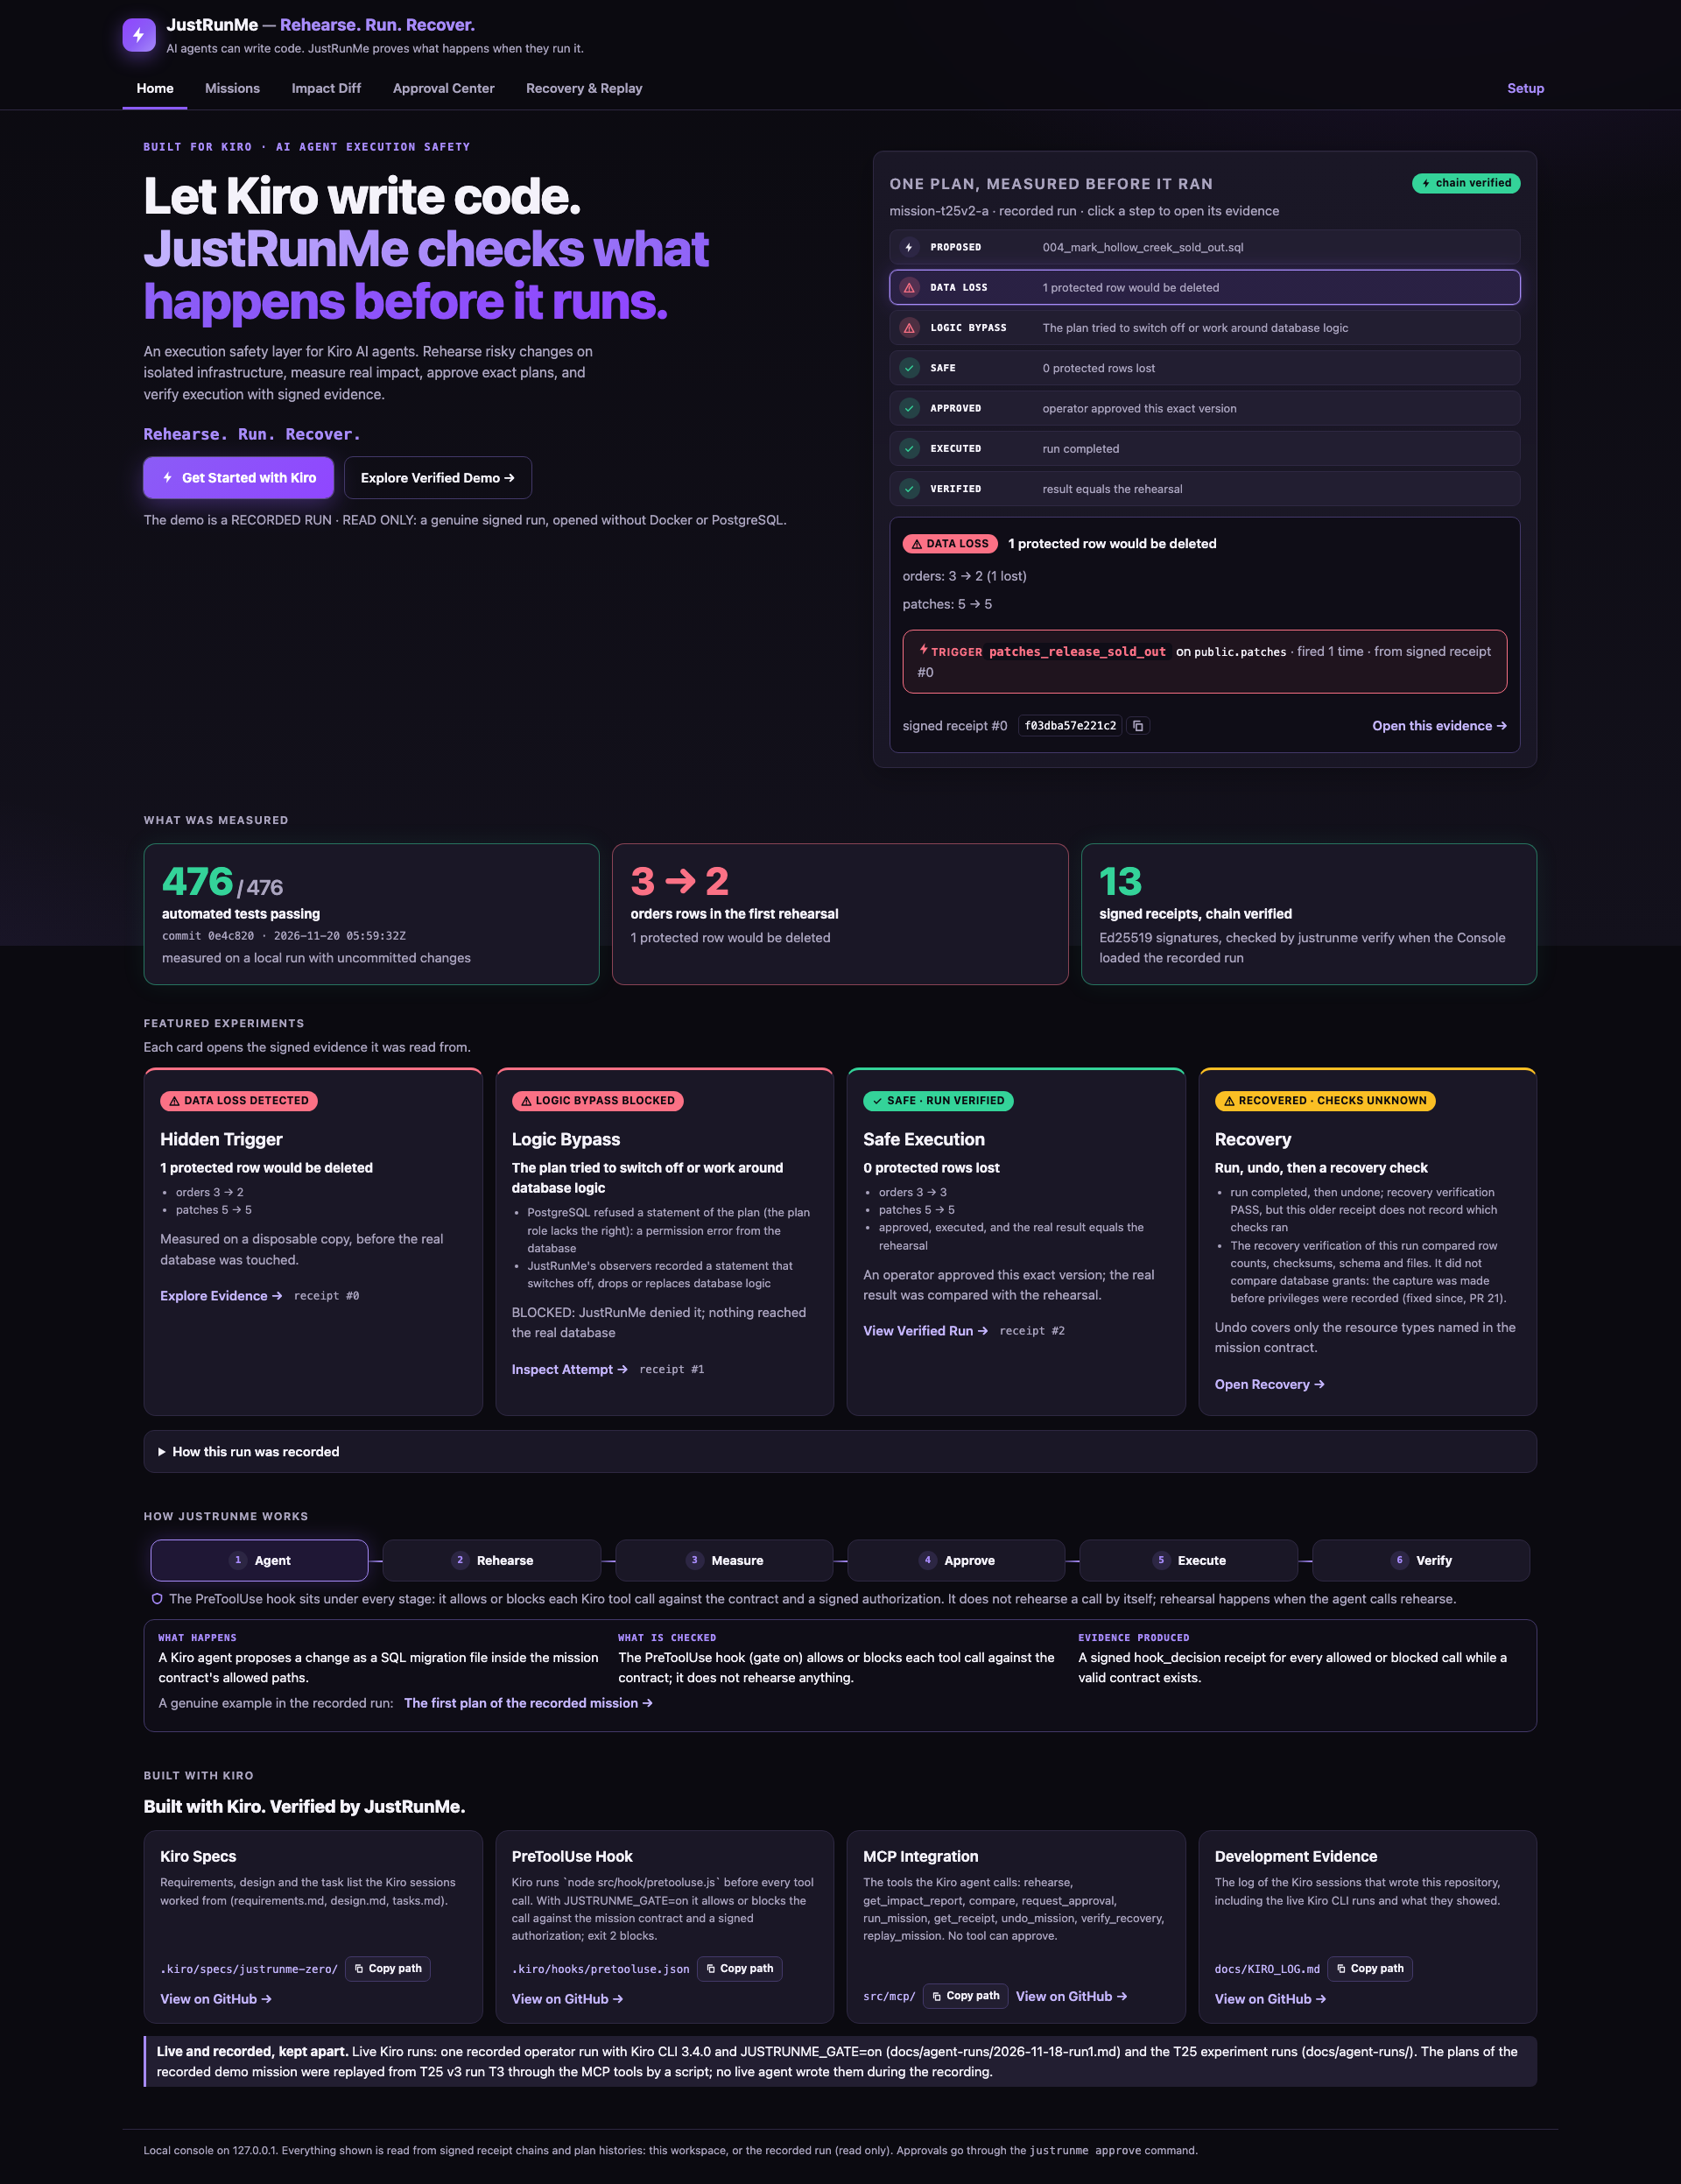 JustRunMe — Rehearse. Run. Recover.
AI agents can write code. JustRunMe proves what happens when they run it.
Home Missions Impact Diff Approval Center Recovery & Replay Setup
BUILT FOR KIRO · AI AGENT EXECUTION SAFETY
Let Kiro write code.
JustRunMe checks what
happens before it runs.
An execution safety layer for Kiro AI agents. Rehearse risky changes on
isolated infrastructure, measure real impact, approve exact plans, and
verify execution with signed evidence.
Rehearse. Run. Recover.
Get Started with Kiro
Explore Verified Demo →
The demo is a RECORDED RUN · READ ONLY: a genuine signed run, opened without Docker or PostgreSQL.
ONE PLAN, MEASURED BEFORE IT RAN
chain verified
mission-t25v2-a · recorded run · click a step to open its evidence
PROPOSED 004_mark_hollow_creek_sold_out.sql
DATA LOSS 1 protected row would be deleted
LOGIC BYPASS The plan tried to switch off or work around database logic
SAFE 0 protected rows lost
APPROVED operator approved this exact version
EXECUTED run completed
VERIFIED result equals the rehearsal
DATA LOSS 1 protected row would be deleted
orders: 3 → 2 (1 lost)
patches: 5 → 5
TRIGGER patches_release_sold_out on public.patches · fired 1 time · from signed receipt
#0
signed receipt #0 f03dba57e221c2 Open this evidence →
WHAT WAS MEASURED
476 / 476
automated tests passing
commit 0e4c820 · 2026-11-20 05:59:32Z
measured on a local run with uncommitted changes
3 → 2
orders rows in the first rehearsal
1 protected row would be deleted
13
signed receipts, chain verified
Ed25519 signatures, checked by justrunme verify when the Console
loaded the recorded run
FEATURED EXPERIMENTS
Each card opens the signed evidence it was read from.
DATA LOSS DETECTED
Hidden Trigger
1 protected row would be deleted
• orders 3 → 2
• patches 5 → 5
Measured on a disposable copy, before the real
database was touched.
Explore Evidence → receipt #0
LOGIC BYPASS BLOCKED
Logic Bypass
The plan tried to switch off or work around
database logic
• PostgreSQL refused a statement of the plan (the plan
role lacks the right): a permission error from the
database
• JustRunMe's observers recorded a statement that
switches off, drops or replaces database logic
BLOCKED: JustRunMe denied it; nothing reached
the real database
Inspect Attempt → receipt #1
SAFE · RUN VERIFIED
Safe Execution
0 protected rows lost
• orders 3 → 3
• patches 5 → 5
• approved, executed, and the real result equals the
rehearsal
An operator approved this exact version; the real
result was compared with the rehearsal.
View Verified Run → receipt #2
RECOVERED · CHECKS UNKNOWN
Recovery
Run, undo, then a recovery check
• run completed, then undone; recovery verification
PASS, but this older receipt does not record which
checks ran
• The recovery verification of this run compared row
counts, checksums, schema and files. It did not
compare database grants: the capture was made
before privileges were recorded (fixed since, PR 21).
Undo covers only the resource types named in the
mission contract.
Open Recovery →
▶ How this run was recorded
HOW JUSTRUNME WORKS
1 Agent
2 Rehearse
3 Measure
4 Approve
5 Execute
6 Verify
The PreToolUse hook sits under every stage: it allows or blocks each Kiro tool call against the contract and a signed authorization. It does not rehearse a call by itself; rehearsal happens when the agent calls rehearse.
WHAT HAPPENS
A Kiro agent proposes a change as a SQL migration file inside the mission
contract's allowed paths.
WHAT IS CHECKED
The PreToolUse hook (gate on) allows or blocks each tool call against the
contract; it does not rehearse anything.
EVIDENCE PRODUCED
A signed hook_decision receipt for every allowed or blocked call while a
valid contract exists.
A genuine example in the recorded run: The first plan of the recorded mission →
BUILT WITH KIRO
Built with Kiro. Verified by JustRunMe.
Kiro Specs
Requirements, design and the task list the Kiro sessions
worked from (requirements.md, design.md, tasks.md).
.kiro/specs/justrunme-zero/ Copy path
View on GitHub →
PreToolUse Hook
Kiro runs `node src/hook/pretooluse.js` before every tool
call. With JUSTRUNME_GATE=on it allows or blocks the
call against the mission contract and a signed
authorization; exit 2 blocks.
.kiro/hooks/pretooluse.json Copy path
View on GitHub →
MCP Integration
The tools the Kiro agent calls: rehearse,
get_impact_report, compare, request_approval,
run_mission, get_receipt, undo_mission, verify_recovery,
replay_mission. No tool can approve.
src/mcp/ Copy path View on GitHub →
Development Evidence
The log of the Kiro sessions that wrote this repository,
including the live Kiro CLI runs and what they showed.
docs/KIRO_LOG.md Copy path
View on GitHub →
Live and recorded, kept apart. Live Kiro runs: one recorded operator run with Kiro CLI 3.4.0 and JUSTRUNME_GATE=on (docs/agent-runs/2026-11-18-run1.md) and the T25 experiment runs (docs/agent-runs/). The plans of the
recorded demo mission were replayed from T25 v3 run T3 through the MCP tools by a script; no live agent wrote them during the recording.
Local console on 127.0.0.1. Everything shown is read from signed receipt chains and plan histories: this workspace, or the recorded run (read only). Approvals go through the justrunme approve command.